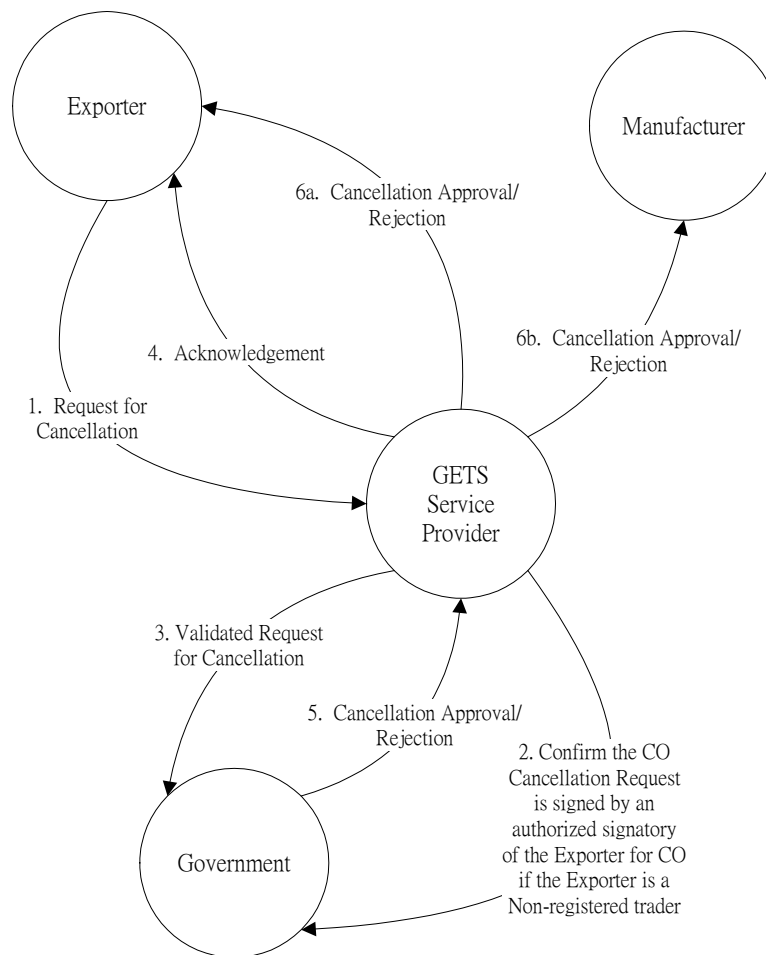 Exporter
Manufacturer
6a.  Cancellation Approval/
Rejection
4.  Acknowledgement
6b.  Cancellation Approval/
Rejection
1.  Request for
Cancellation
GETS
Service
Provider
3. Validated Request
for Cancellation
5.  Cancellation Approval/
Rejection
2. Confirm the CO
Cancellation Request
is signed by an
authorized signatory
of the Exporter for CO
if the Exporter is a
Non-registered trader
Government